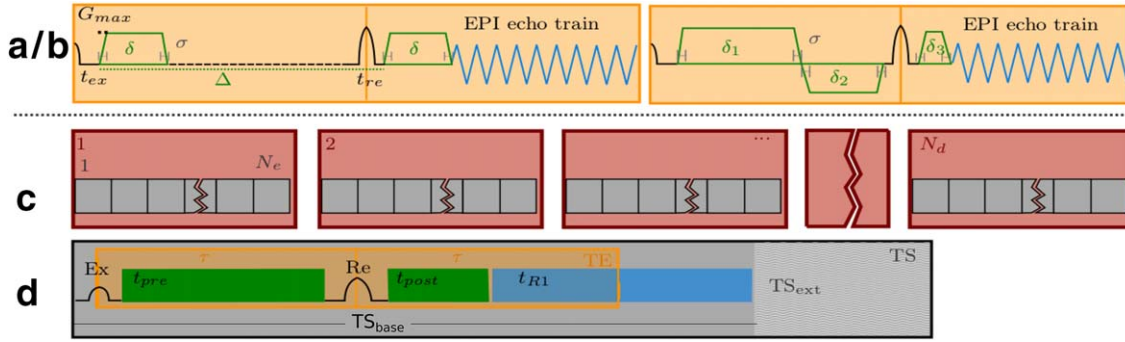 a/b
G_max
δ
σ
Δ
t_ex
t_re
δ
EPI echo train
δ_1
σ
δ_2
δ_3
EPI echo train
c
1
1
N_e
2
...
N_d
d
Ex
τ
t_pre
Re
τ
t_post
TE
t_R1
TS
TS_ext
TS_base